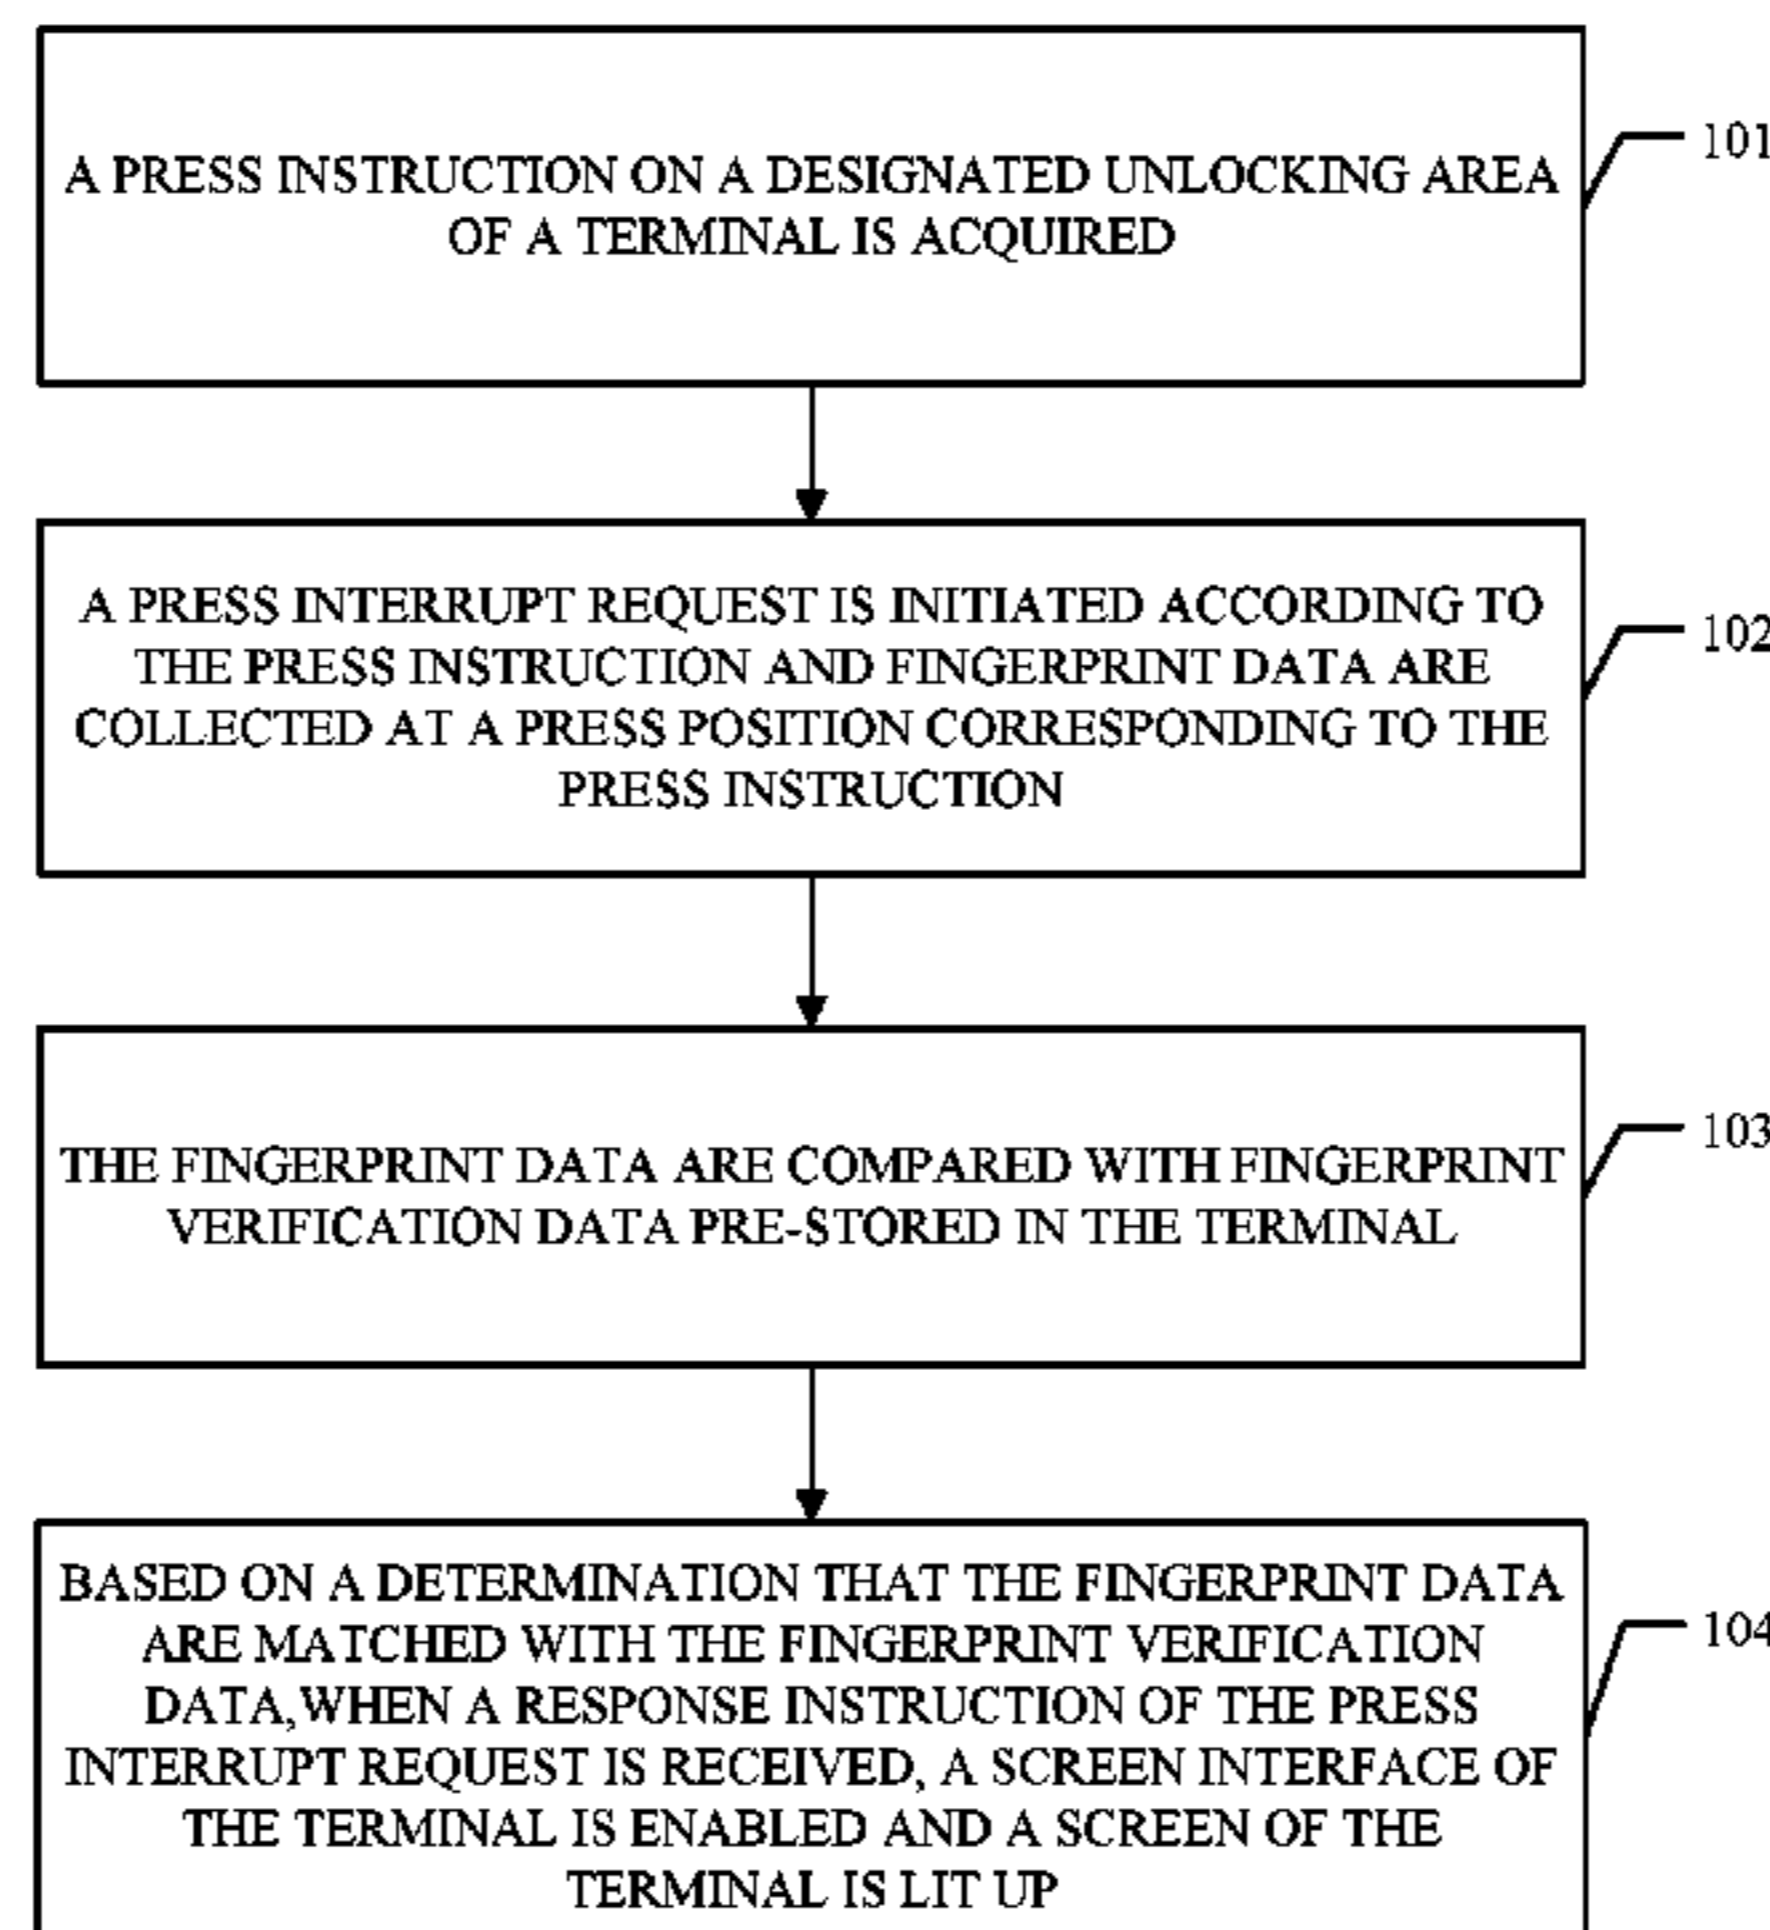 A PRESS INSTRUCTION ON A DESIGNATED UNLOCKING AREA
OF A TERMINAL IS ACQUIRED
101
A PRESS INTERRUPT REQUEST IS INITIATED ACCORDING TO
THE PRESS INSTRUCTION AND FINGERPRINT DATA ARE
COLLECTED AT A PRESS POSITION CORRESPONDING TO THE
PRESS INSTRUCTION
102
THE FINGERPRINT DATA ARE COMPARED WITH FINGERPRINT
VERIFICATION DATA PRE-STORED IN THE TERMINAL
103
BASED ON A DETERMINATION THAT THE FINGERPRINT DATA
ARE MATCHED WITH THE FINGERPRINT VERIFICATION
DATA,WHEN A RESPONSE INSTRUCTION OF THE PRESS
INTERRUPT REQUEST IS RECEIVED, A SCREEN INTERFACE OF
THE TERMINAL IS ENABLED AND A SCREEN OF THE
TERMINAL IS LIT UP
104